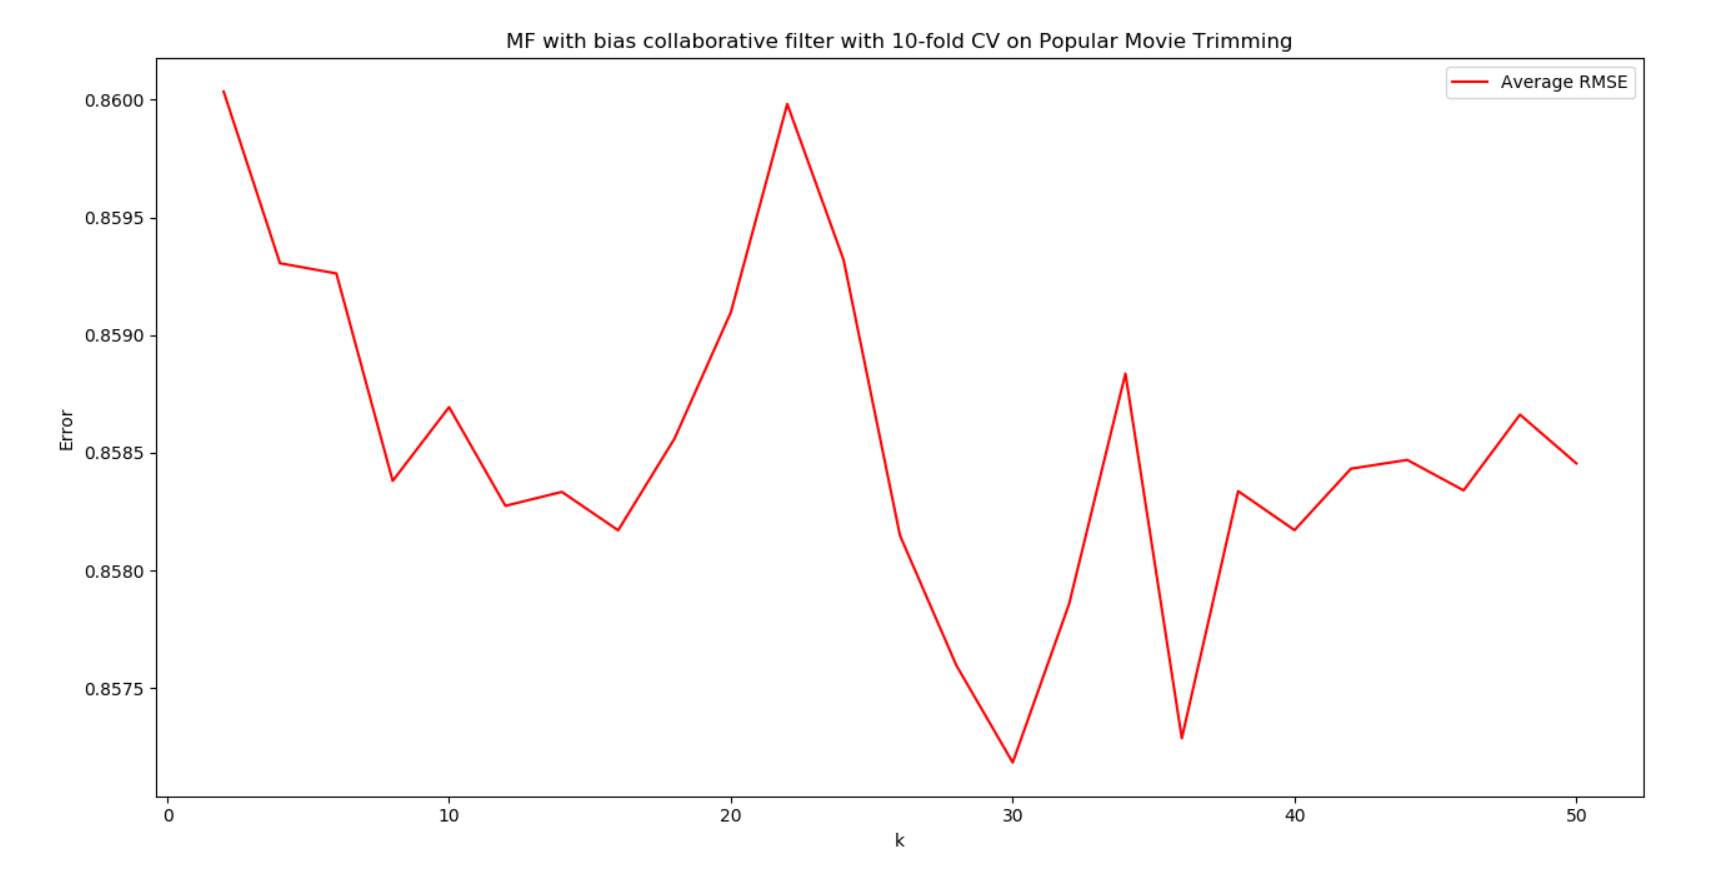 MF with bias collaborative filter with 10-fold CV on Popular Movie Trimming
Average RMSE
0.8600
0.8595
0.8590
0.8585
0.8580
0.8575
Error
0 10 20 30 40 50
k